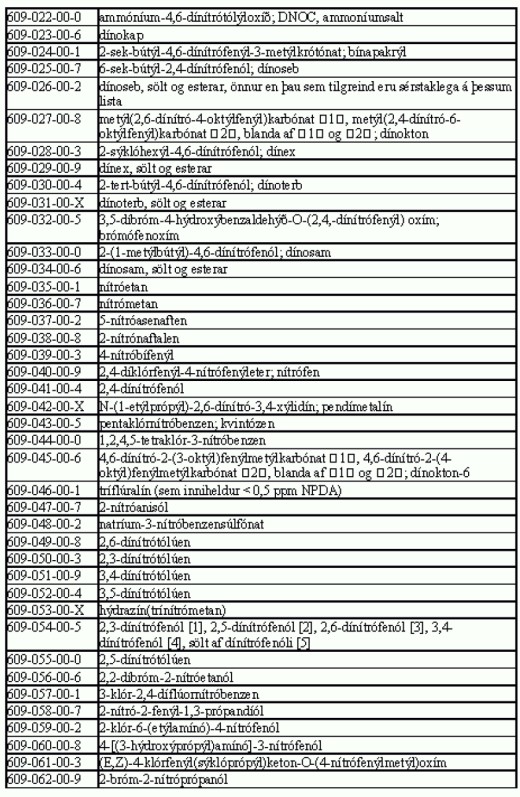 609-022-00-0 ammóníum-4,6-dínítrótólýloxíð; DNOC, ammoníumsalt
609-023-00-6 dínokap
609-024-00-1 2-sek-bútýl-4,6-dínítrófenýl-3-metýlkrótónat; bínapakrýl
609-025-00-7 6-sek-bútýl-2,4-dínítrófenól; dínoseb
609-026-00-2 dínoseb, sölt og esterar, önnur en þau sem tilgreind eru sérstaklega á þessum
lista
609-027-00-8 metýl(2,6-dínítró-4-oktýlfenýl)karbónat □1□, metýl(2,4-dínítró-6-
oktýlfenýl)karbónat □2□, blanda af □1□ og □2□; dínokton
609-028-00-3 2-sýklóhexýl-4,6-dínítrófenól; dínex
609-029-00-9 dínex, sölt og esterar
609-030-00-4 2-tert-bútýl-4,6-dínítrófenól; dínoterb
609-031-00-X dínoterb, sölt og esterar
609-032-00-5 3,5-díbróm-4-hýdroxýbenzaldehýð-O-(2,4,-dínítrófenýl) oxím;
brómófenoxím
609-033-00-0 2-(1-metýlbútýl)-4,6-dínítrófenól; dínosam
609-034-00-6 dínosam, sölt og esterar
609-035-00-1 nítróetan
609-036-00-7 nítrómetan
609-037-00-2 5-nítróasenaften
609-038-00-8 2-nítrónaftalen
609-039-00-3 4-nítróbífenýl
609-040-00-9 2,4-díklórfenýl-4-nítrófenýleter; nítrófen
609-041-00-4 2,4-dínítrófenól
609-042-00-X N-(1-etýlprópýl)-2,6-dínítró-3,4-xýlidín; pendímetalín
609-043-00-5 pentaklórnítróbenzen; kvintózen
609-044-00-0 1,2,4,5-tetraklór-3-nítróbenzen
609-045-00-6 4,6-dínítró-2-(3-oktýl)fenýlmetýlkarbónat □1□, 4,6-dínítró-2-(4-
oktýl)fenýlmetýlkarbónat □2□, blanda af □1□ og □2□; dínokton-6
609-046-00-1 tríflúralín (sem inniheldur < 0,5 ppm NPDA)
609-047-00-7 2-nítróanisól
609-048-00-2 natríum-3-nítróbenzensúlfónat
609-049-00-8 2,6-dínítrótólúen
609-050-00-3 2,3-dínítrótólúen
609-051-00-9 3,4-dínítrótólúen
609-052-00-4 3,5-dínítrótólúen
609-053-00-X hýdrazín(trínítrómetan)
609-054-00-5 2,3-dínítrófenól [1], 2,5-dínítrófenól [2], 2,6-dínítrófenól [3], 3,4-
dínítrófenól [4], sölt af dínítrófenóli [5]
609-055-00-0 2,5-dínítrótólúen
609-056-00-6 2,2-díbróm-2-nítróetanól
609-057-00-1 3-klór-2,4-díflúornítróbenzen
609-058-00-7 2-nítró-2-fenýl-1,3-própandíól
609-059-00-2 2-klór-6-(etýlamínó)-4-nítrófenól
609-060-00-8 4-[(3-hýdroxýprópýl)amínó]-3-nítrófenól
609-061-00-3 (E,Z)-4-klórfenýl(sýklóprópýl)keton-O-(4-nítrófenýlmetýl)oxím
609-062-00-9 2-bróm-2-nítróprópanól